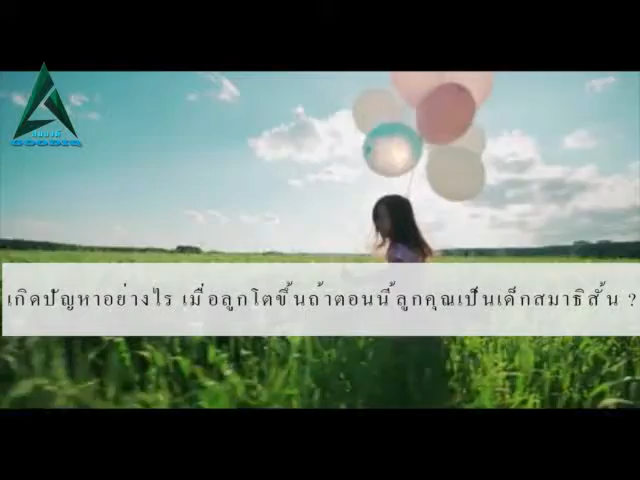 GOODIQ
เกิดปัญหาอย่างไร เมื่อลูกโตขึ้นถ้าตอนนี้ลูกคุณเป็นเด็กสมาธิสั้น ?